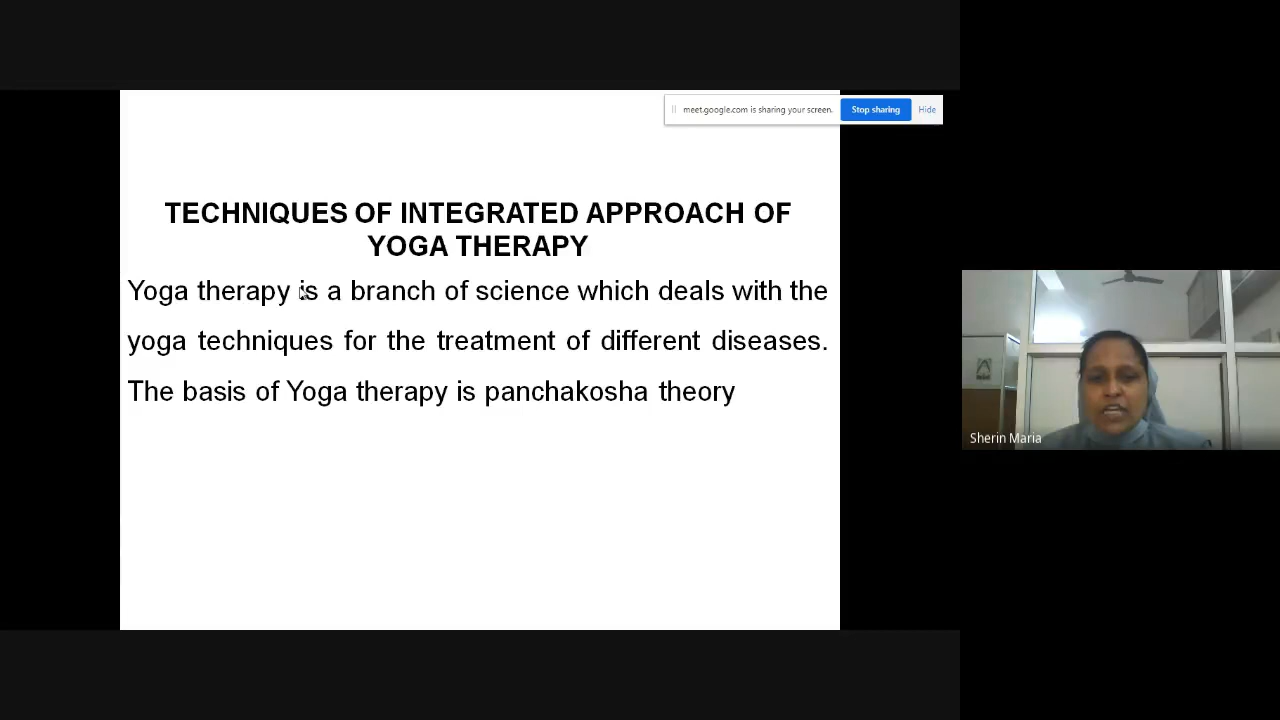 meet.google.com is sharing your screen.
Stop sharing
Hide
TECHNIQUES OF INTEGRATED APPROACH OF
YOGA THERAPY
Yoga therapy is a branch of science which deals with the
yoga techniques for the treatment of different diseases.
The basis of Yoga therapy is panchakosha theory
Sherin Maria